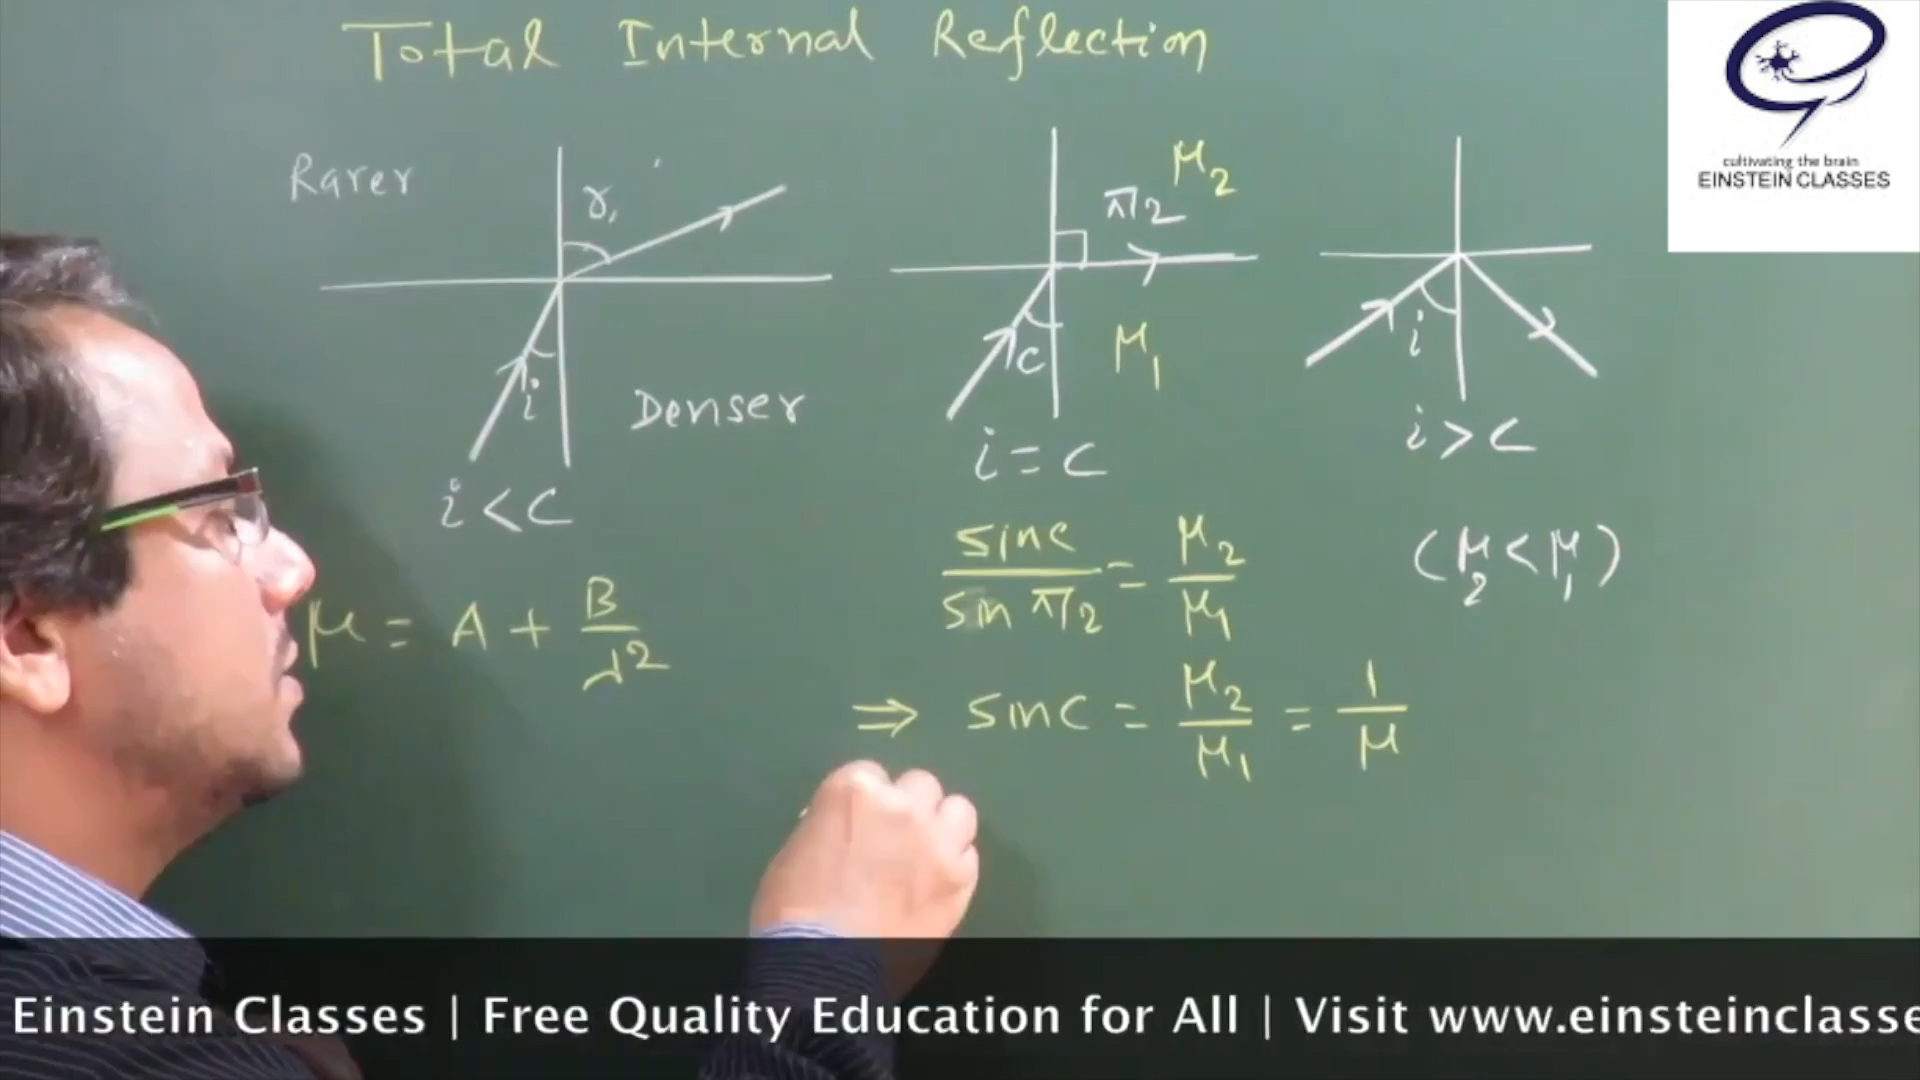 Total Internal Reflection
cultivating the brain
EINSTEIN CLASSES
Rarer
r₁
i
Denser
i < C
π/2
μ₂
C
μ₁
i = C
i
i > C
(μ₂ < μ₁)
μ = A + B/λ²
sinc/sin π/2 = μ₂/μ₁
⇒ sinc = μ₂/μ₁ = 1/μ
Einstein Classes | Free Quality Education for All | Visit www.einsteinclasse